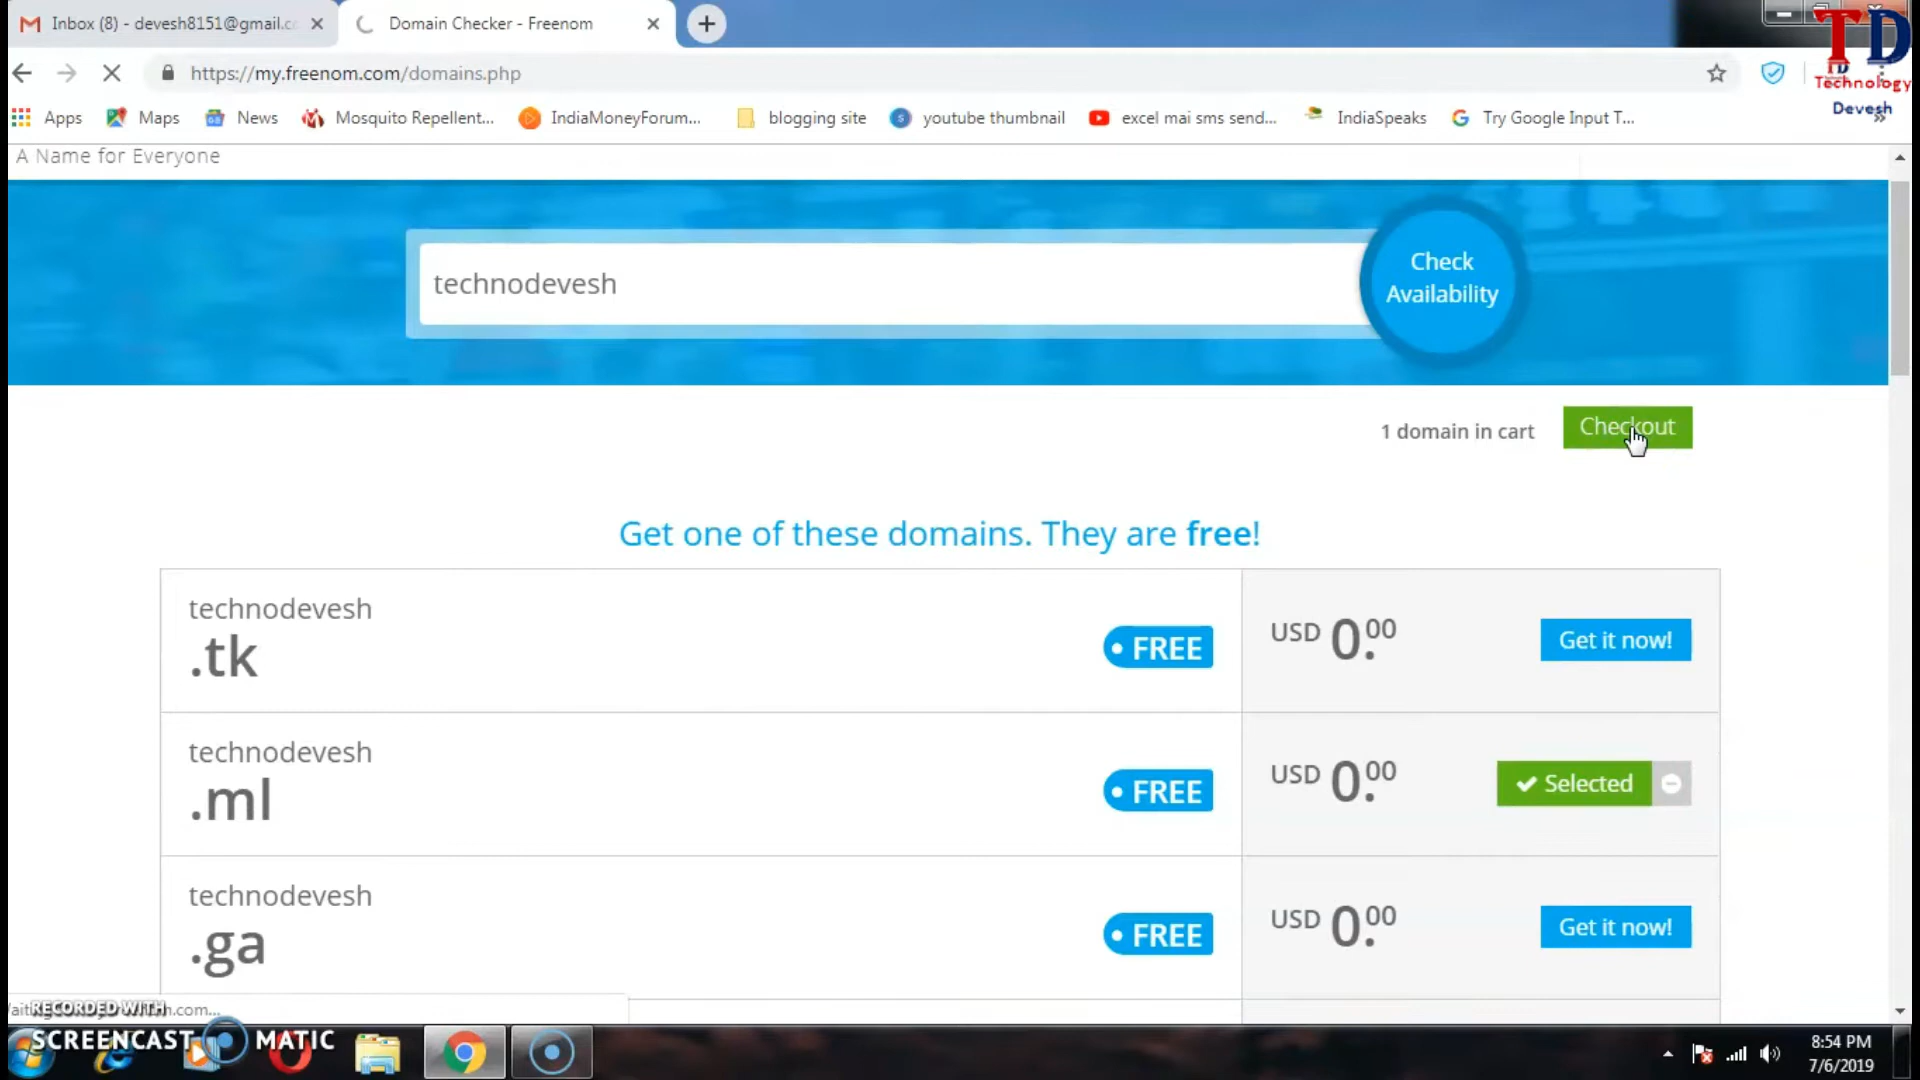 Inbox (8) - devesh8151@gmail.c
Domain Checker - Freenom
TD
https://my.freenom.com/domains.php
Technology
Devesh
Apps
Maps
News
Mosquito Repellent...
IndiaMoneyForum...
blogging site
youtube thumbnail
excel mai sms send...
IndiaSpeaks
Try Google Input T...
A Name for Everyone
technodevesh
Check
Availability
1 domain in cart
Checkout
Get one of these domains. They are free!
technodevesh
.tk
FREE
USD 0.00
Get it now!
technodevesh
.ml
FREE
USD 0.00
Selected
technodevesh
.ga
FREE
USD 0.00
Get it now!
RECORDED WITH
SCREENCAST MATIC
8:54 PM
7/6/2019